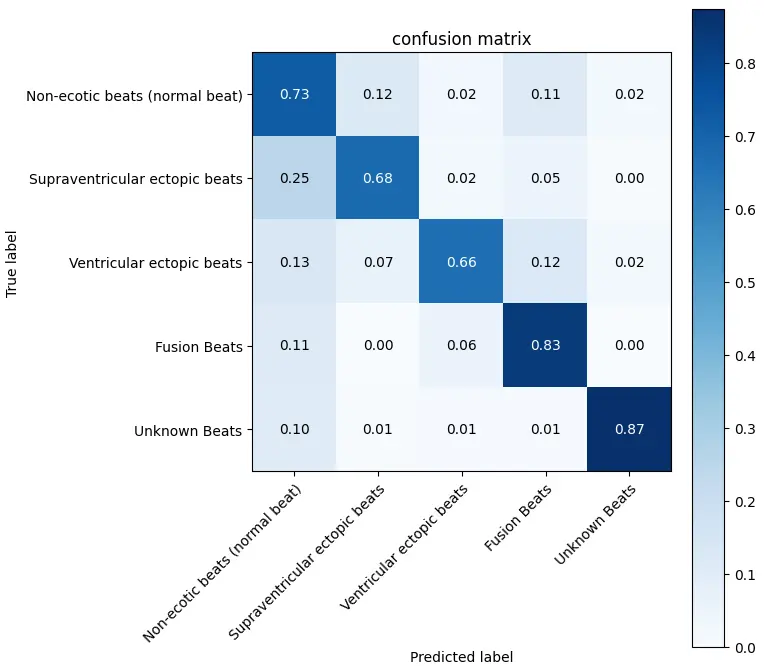 confusion matrix
Non-ecotic beats (normal beat) 0.73 0.12 0.02 0.11 0.02
Supraventricular ectopic beats 0.25 0.68 0.02 0.05 0.00
Ventricular ectopic beats 0.13 0.07 0.66 0.12 0.02
Fusion Beats 0.11 0.00 0.06 0.83 0.00
Unknown Beats 0.10 0.01 0.01 0.01 0.87
True label
Non-ecotic beats (normal beat)
Supraventricular ectopic beats
Ventricular ectopic beats
Fusion Beats
Unknown Beats
Predicted label
0.8
0.7
0.6
0.5
0.4
0.3
0.2
0.1
0.0